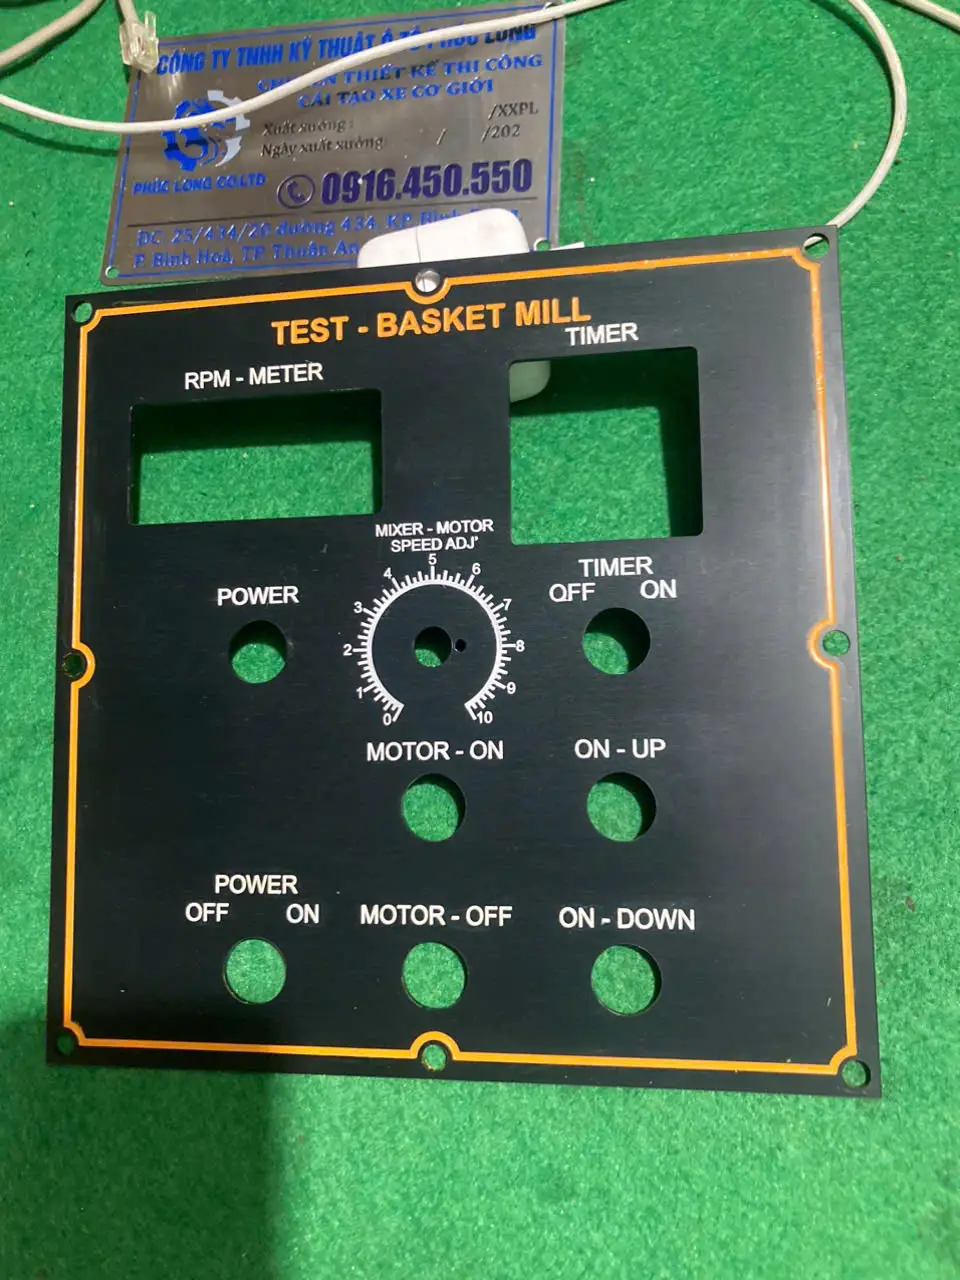 CÔNG TY TNHH KỸ THUẬT Ô TÔ PHÚC LONG
CHUYÊN THIẾT KẾ THI CÔNG
CẢI TẠO XE CƠ GIỚI
Xuất xưởng : /XXPL
Ngày xuất xưởng: / /202
PHÚC LONG CO.LTD
0916.450.550
ĐC: 25/434/20 đường 434, KP. Bình
P. Bình Hoà, TP Thuận An
TEST - BASKET MILL
TIMER
RPM - METER
MIXER - MOTOR
SPEED ADJ'
0 1 2 3 4 5 6 7 8 9 10
POWER
TIMER
OFF ON
MOTOR - ON
ON - UP
POWER
OFF ON
MOTOR - OFF
ON - DOWN